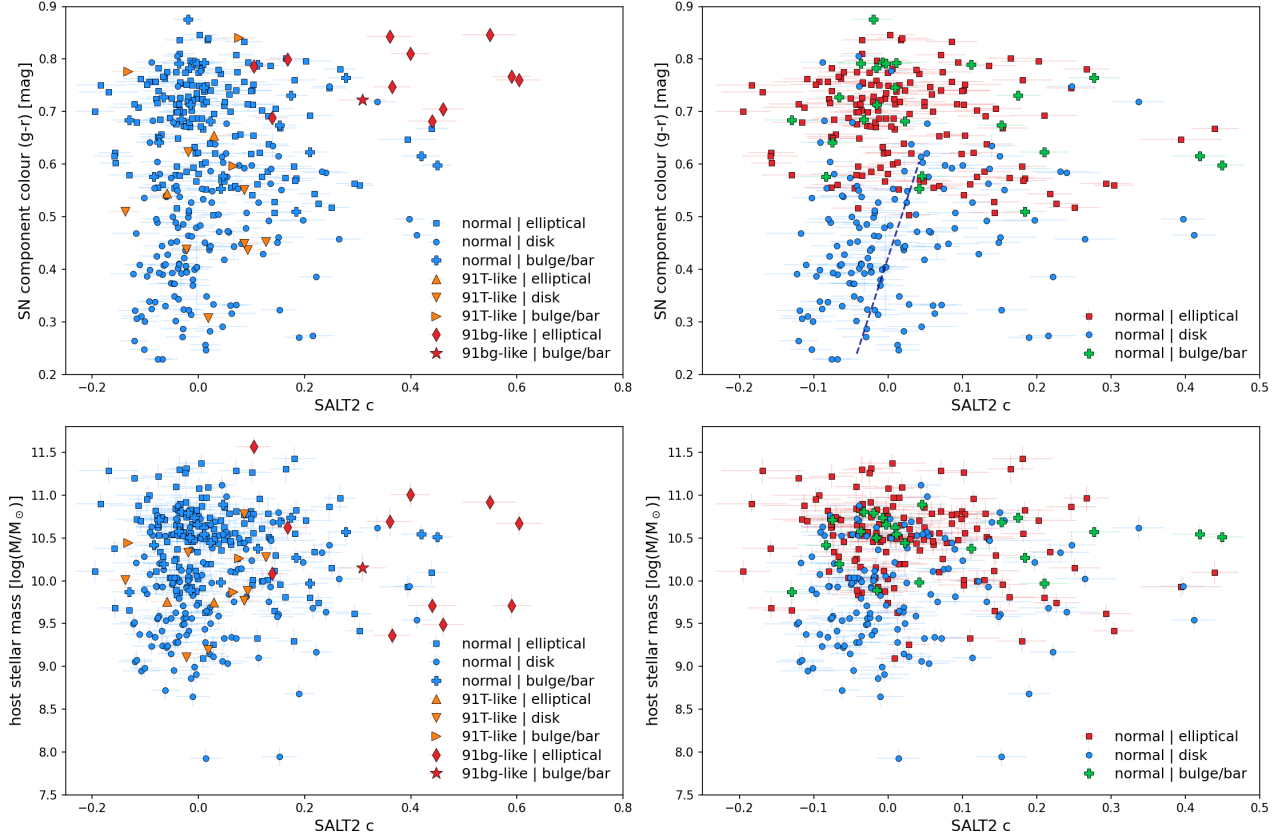 0.9
0.8
0.7
0.6
0.5
0.4
0.3
0.2
SN component colour (g-r) [mag]
−0.2
0.0
0.2
0.4
0.6
0.8
SALT2 c
normal | elliptical
normal | disk
normal | bulge/bar
91T-like | elliptical
91T-like | disk
91T-like | bulge/bar
91bg-like | elliptical
91bg-like | bulge/bar
0.9
0.8
0.7
0.6
0.5
0.4
0.3
0.2
SN component colour (g-r) [mag]
−0.2
−0.1
0.0
0.1
0.2
0.3
0.4
0.5
SALT2 c
normal | elliptical
normal | disk
normal | bulge/bar
11.5
11.0
10.5
10.0
9.5
9.0
8.5
8.0
7.5
host stellar mass [log(M/M⊙)]
−0.2
0.0
0.2
0.4
0.6
0.8
SALT2 c
normal | elliptical
normal | disk
normal | bulge/bar
91T-like | elliptical
91T-like | disk
91T-like | bulge/bar
91bg-like | elliptical
91bg-like | bulge/bar
11.5
11.0
10.5
10.0
9.5
9.0
8.5
8.0
7.5
host stellar mass [log(M/M⊙)]
−0.2
−0.1
0.0
0.1
0.2
0.3
0.4
0.5
SALT2 c
normal | elliptical
normal | disk
normal | bulge/bar